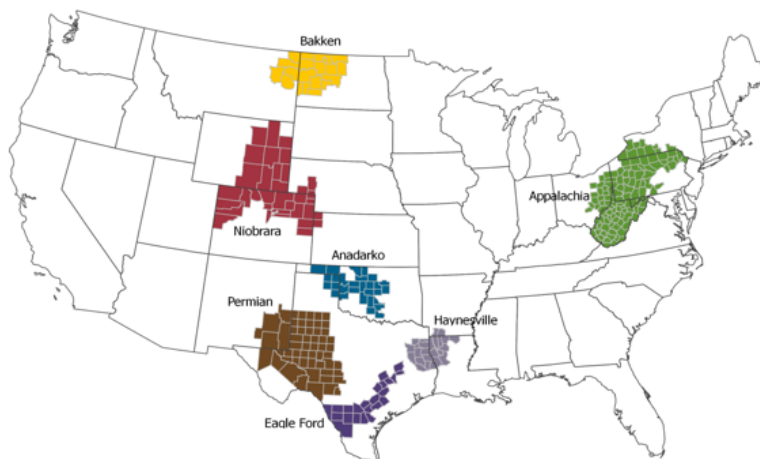 Bakken
Appalachia
Niobrara
Anadarko
Permian
Haynesville
Eagle Ford